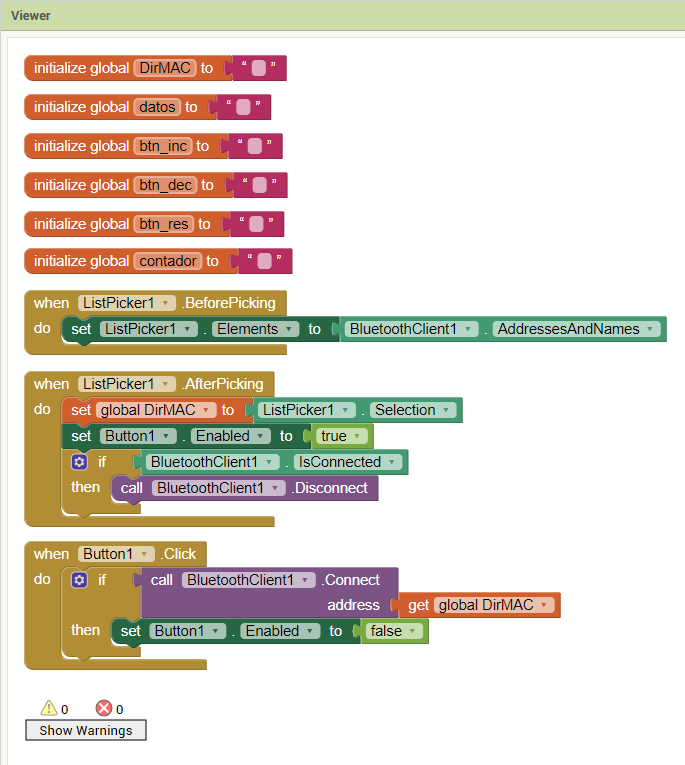 Viewer
initialize global DirMAC to “ ”
initialize global datos to “ ”
initialize global btn_inc to “ ”
initialize global btn_dec to “ ”
initialize global btn_res to “ ”
initialize global contador to “ ”
when ListPicker1 .BeforePicking
do set ListPicker1 . Elements to BluetoothClient1 . AddressesAndNames
when ListPicker1 .AfterPicking
do set global DirMAC to ListPicker1 . Selection
set Button1 . Enabled to true
if BluetoothClient1 . IsConnected
then call BluetoothClient1 .Disconnect
when Button1 .Click
do if call BluetoothClient1 .Connect
address get global DirMAC
then set Button1 . Enabled to false
0 0
Show Warnings